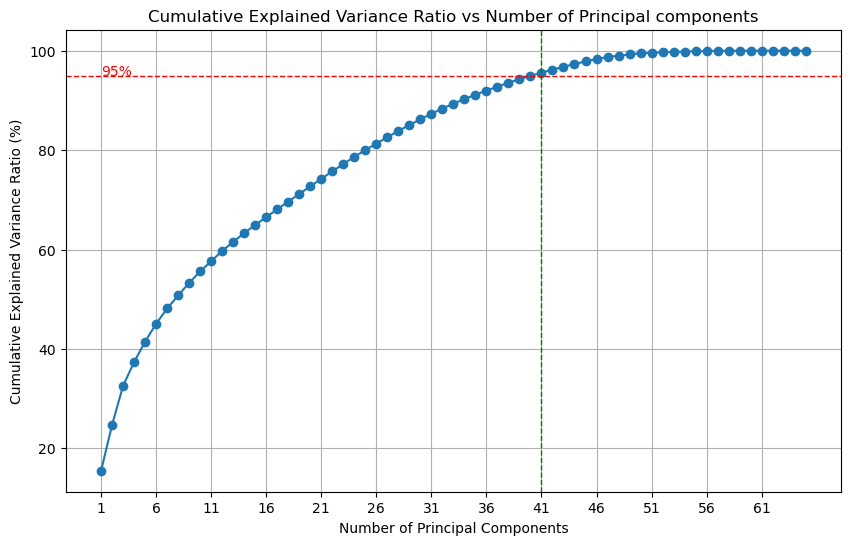 Cumulative Explained Variance Ratio vs Number of Principal components
Cumulative Explained Variance Ratio (%)
100
80
60
40
20
95%
1 6 11 16 21 26 31 36 41 46 51 56 61
Number of Principal Components